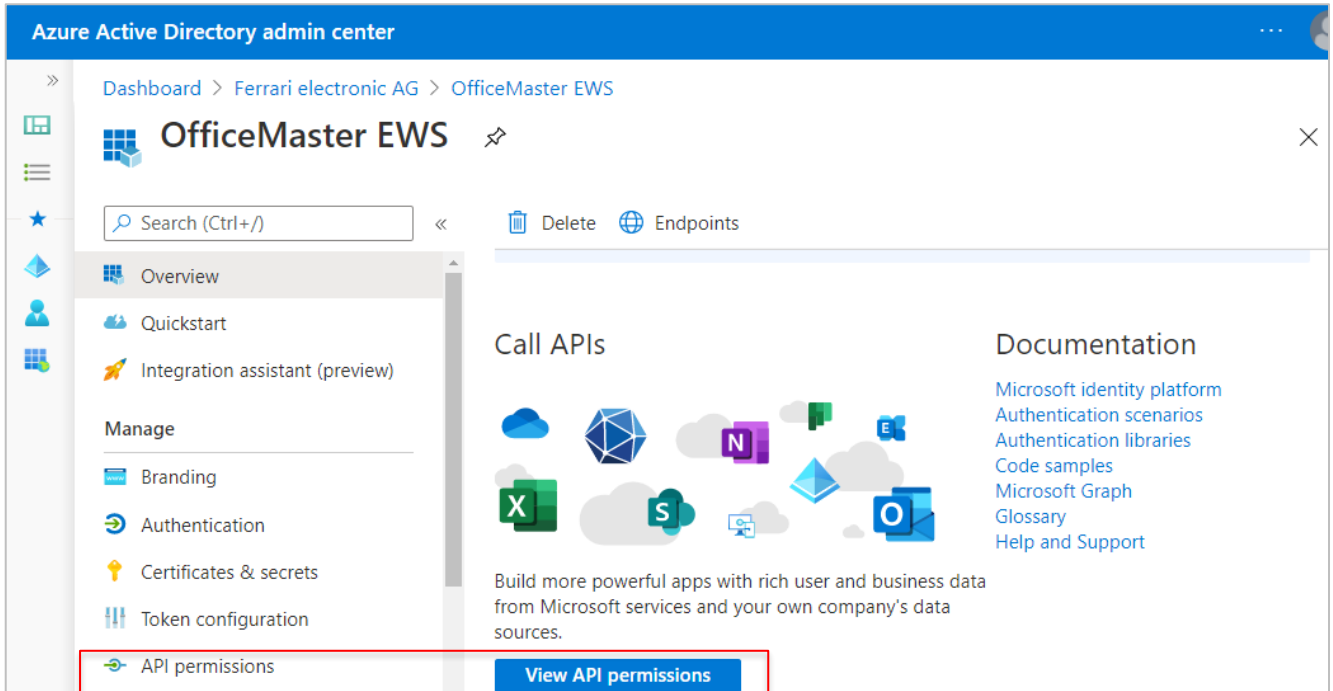 Azure Active Directory admin center
Dashboard > Ferrari electronic AG > OfficeMaster EWS
OfficeMaster EWS
Search (Ctrl+/)
Delete
Endpoints
Overview
Quickstart
Integration assistant (preview)
Manage
Branding
Authentication
Certificates & secrets
Token configuration
API permissions
Call APIs
N
E
X
S
O
Build more powerful apps with rich user and business data
from Microsoft services and your own company's data
sources.
View API permissions
Documentation
Microsoft identity platform
Authentication scenarios
Authentication libraries
Code samples
Microsoft Graph
Glossary
Help and Support